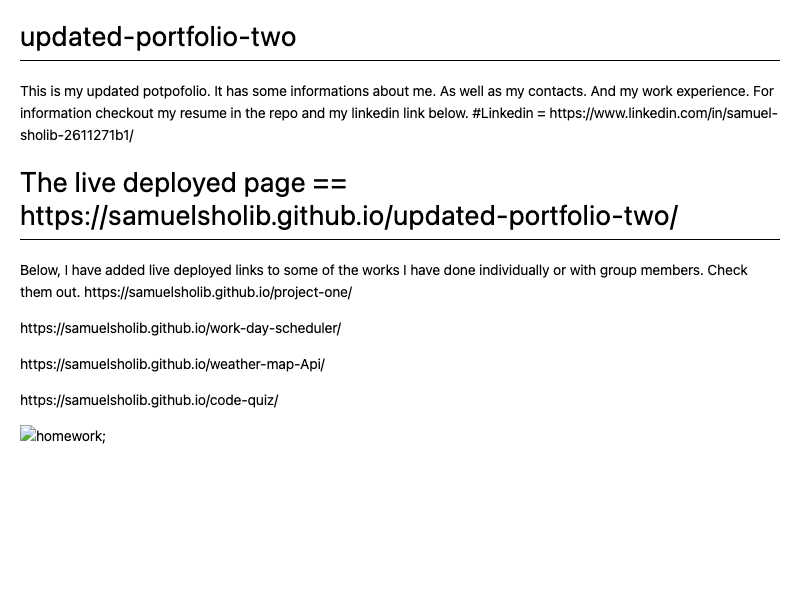 updated-portfolio-two
This is my updated potpofolio. It has some informations about me. As well as my contacts. And my work experience. For
information checkout my resume in the repo and my linkedin link below. #Linkedin = https://www.linkedin.com/in/samuel-
sholib-2611271b1/
The live deployed page ==
https://samuelsholib.github.io/updated-portfolio-two/
Below, I have added live deployed links to some of the works I have done individually or with group members. Check
them out. https://samuelsholib.github.io/project-one/
https://samuelsholib.github.io/work-day-scheduler/
https://samuelsholib.github.io/weather-map-Api/
https://samuelsholib.github.io/code-quiz/
homework;